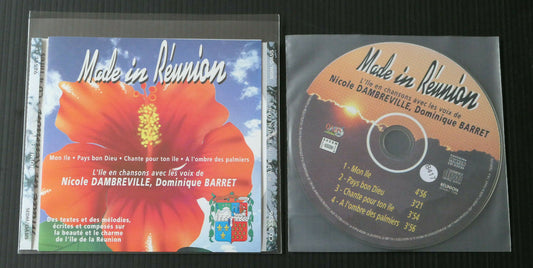 Made in Réunion
Mon île • Pays bon Dieu • Chante pour ton île • A l'ombre des palmiers
L'île en chansons avec les voix de
Nicole DAMBREVILLE, Dominique BARRET
Des textes et des mélodies,
écrites et composés sur
la beauté et le charme
de l'île de la Réunion
Made in Réunion
L'île en chansons avec les voix de
Nicole DAMBREVILLE, Dominique BARRET
1 - Mon île 4'56
2 - Pays bon Dieu 3'21
3 - Chante pour ton île 3'54
4 - A l'ombre des palmiers 3'56